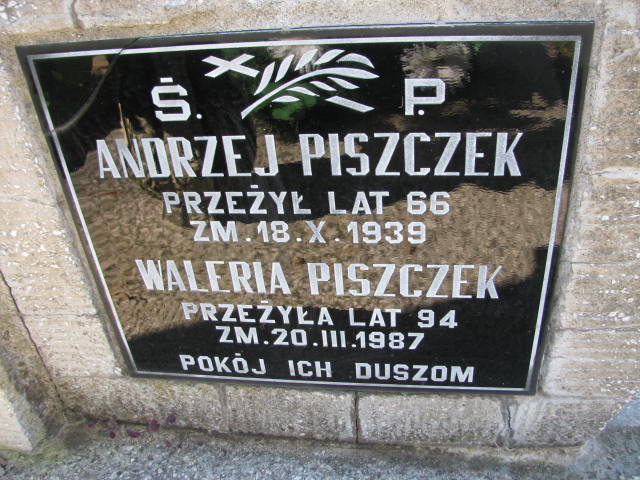 Ś. P.
ANDRZEJ PISZCZEK
PRZEŻYŁ LAT 66
ZM. 18.X.1939
WALERIA PISZCZEK
PRZEŻYŁA LAT 94
ZM. 20.III.1987
POKÓJ ICH DUSZOM